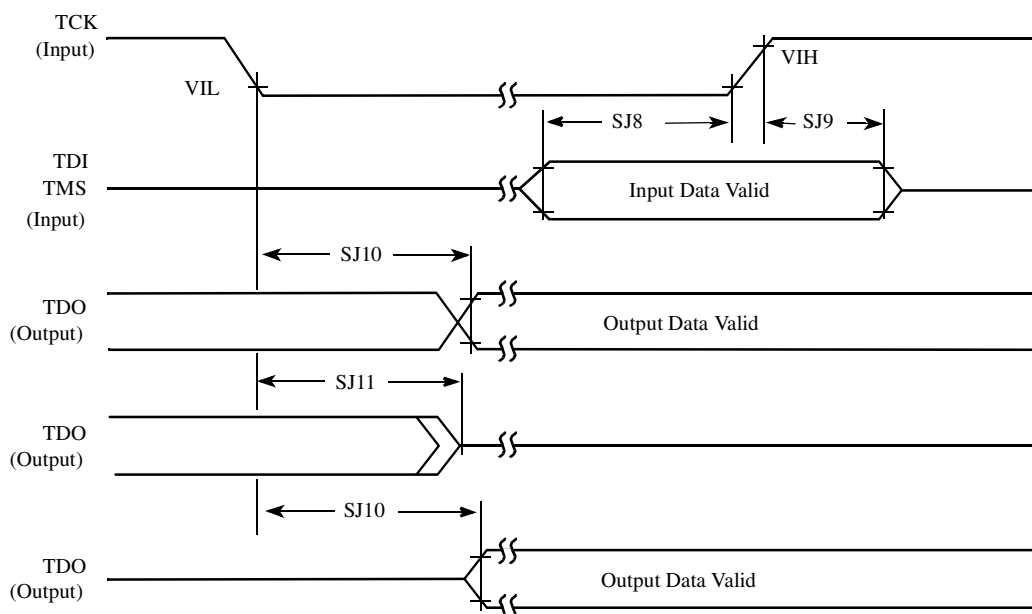 TCK
(Input)
VIL
VIH
SJ8
SJ9
TDI
TMS
(Input)
Input Data Valid
SJ10
TDO
(Output)
Output Data Valid
SJ11
TDO
(Output)
SJ10
TDO
(Output)
Output Data Valid